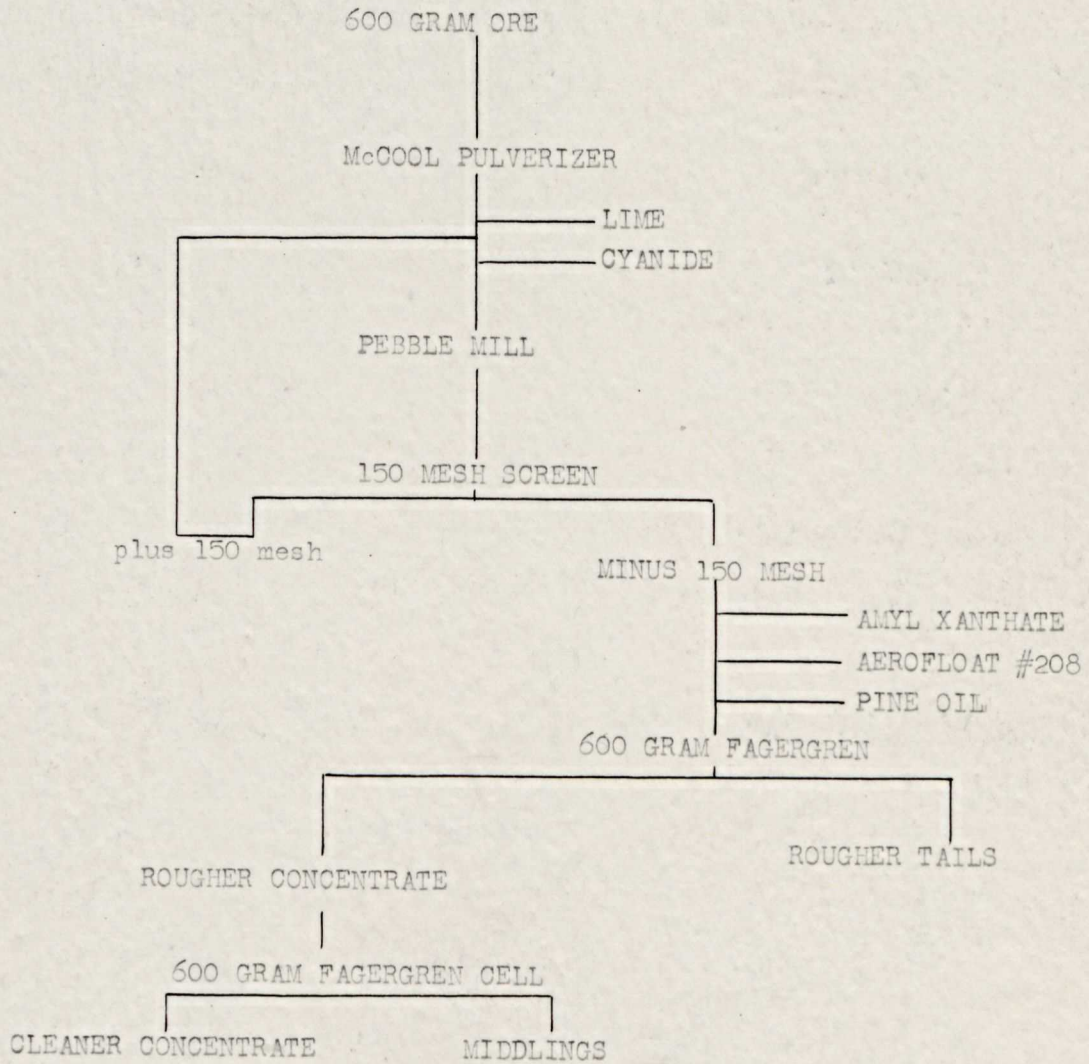 600 GRAM ORE
McCOOL PULVERIZER
LIME
CYANIDE
PEBBLE MILL
150 MESH SCREEN
plus 150 mesh
MINUS 150 MESH
AMYL XANTHATE
AEROFLOAT #208
PINE OIL
600 GRAM FAGERGREN
ROUGHER TAILS
ROUGHER CONCENTRATE
600 GRAM FAGERGREN CELL
CLEANER CONCENTRATE
MIDDLINGS